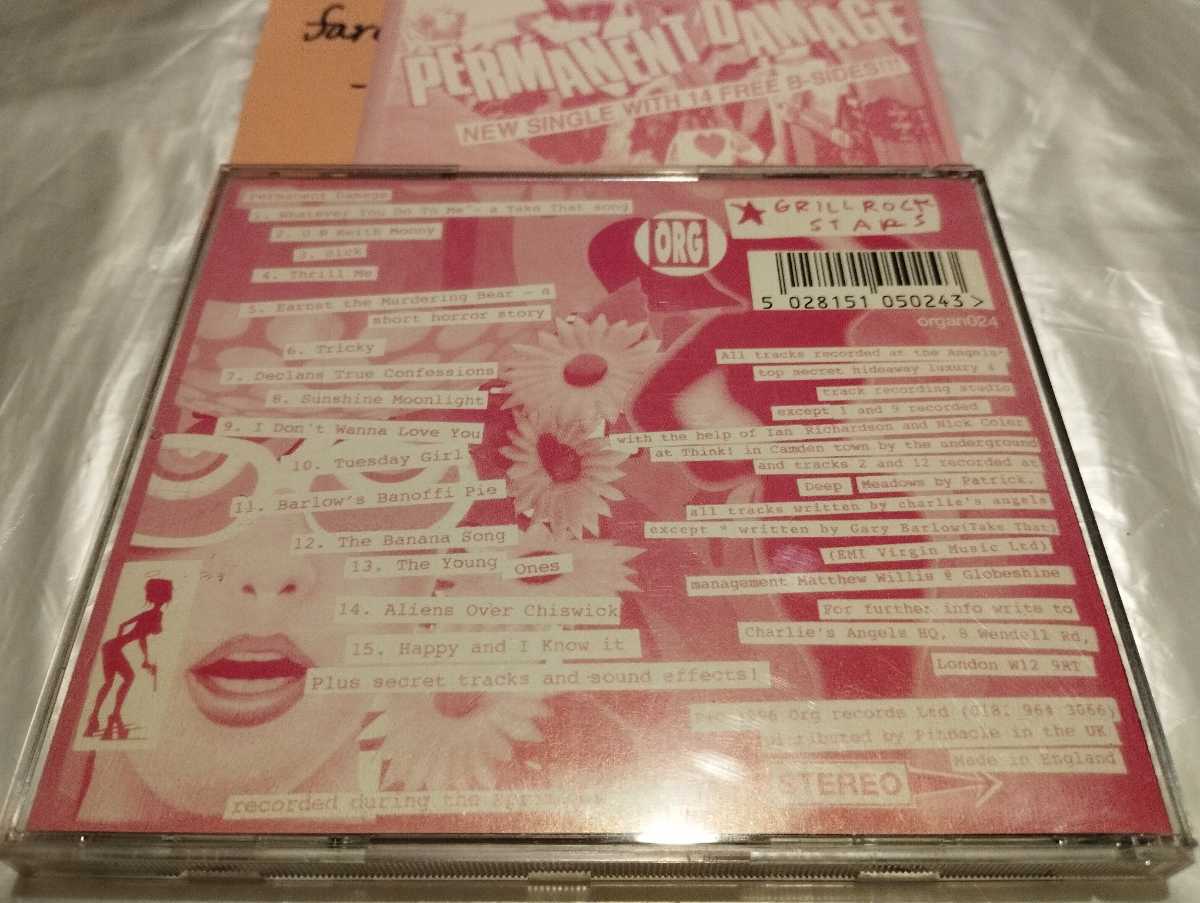 PERMANENT DAMAGE
NEW SINGLE WITH 14 FREE B-SIDES!!!
Permanent Damage
1. Whatever You Do To Me* - a Take That song
2. U R Keith Moony
3. Sick
4. Thrill Me
5. Earnst the Murdering Bear - A
short horror story
6. Tricky
7. Declans True Confessions
8. Sunshine Moonlight
9. I Don't Wanna Love You
10. Tuesday Girl
11. Barlow's Banoffi Pie
12. The Banana Song
13. The Young Ones
14. Aliens Over Chiswick
15. Happy and I Know it
Plus secret tracks and sound effects!
recorded during the
ORG
GRILL ROCK
STARS
5 028151 050243 >
organ024
All tracks recorded at the Angels'
top secret hideaway luxury 4
track recording studio
except 1 and 9 recorded
with the help of Ian Richardson and Nick Coler
at Think! in Camden town by the underground
and tracks 2 and 12 recorded at
Deep Meadows by Patrick.
all tracks written by charlie's angels
except * written by Gary Barlow(Take That)
(EMI Virgin Music Ltd)
management Matthew Willis @ Globeshine
For further info write to
Charlie's Angels HQ, 8 Wendell Rd,
London W12 9RT
1996 Org records Ltd (0181 964 3066)
Distributed by Pinnacle in the UK
Made in England
STEREO